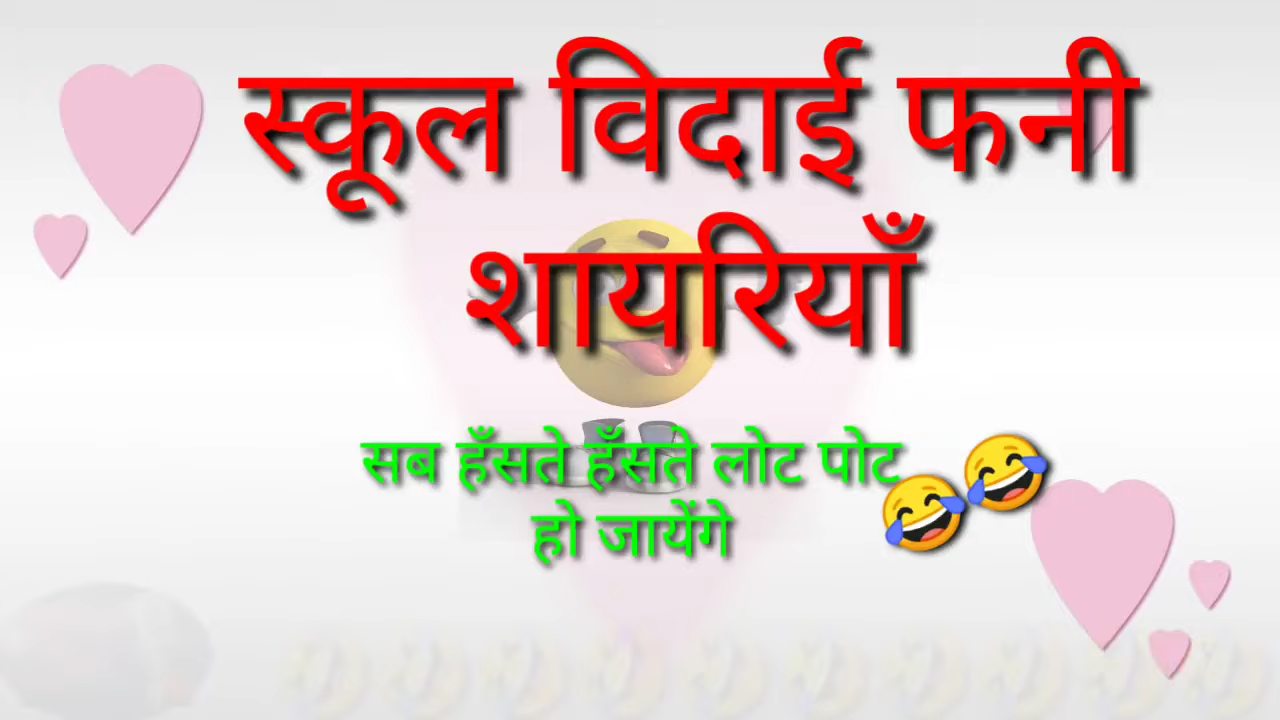 स्कूल विदाई फनी
शायरियाँ
सब हँसते हँसते लोट पोट
हो जायेंगे